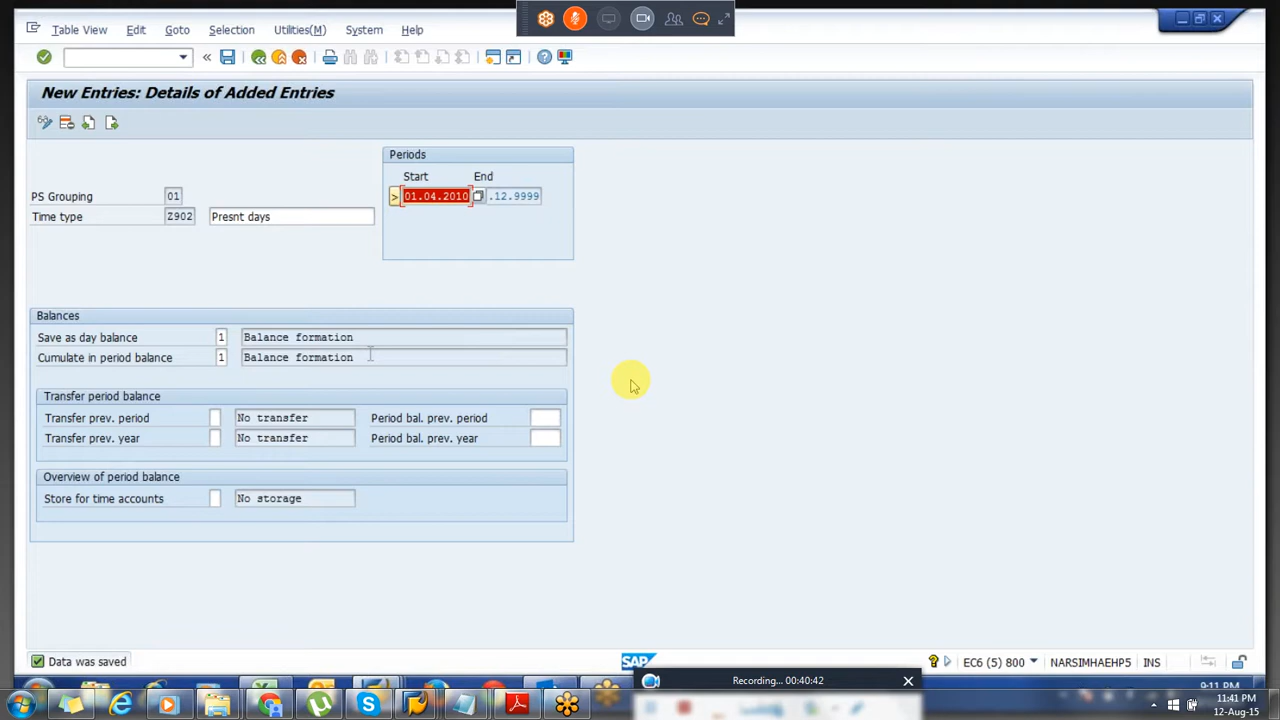 Table View Edit Goto Selection Utilities(M) System Help
New Entries: Details of Added Entries
Periods
Start End
PS Grouping 01
01.04.2010 .12.9999
Time type Z902 Presnt days
Balances
Save as day balance 1 Balance formation
Cumulate in period balance 1 Balance formation
Transfer period balance
Transfer prev. period No transfer Period bal. prev. period
Transfer prev. year No transfer Period bal. prev. year
Overview of period balance
Store for time accounts No storage
Data was saved
SAP
EC6 (5) 800 NARSIMHAEHP5 INS
Recording... 00:40:42
9:11 PM
11:41 PM
12-Aug-15